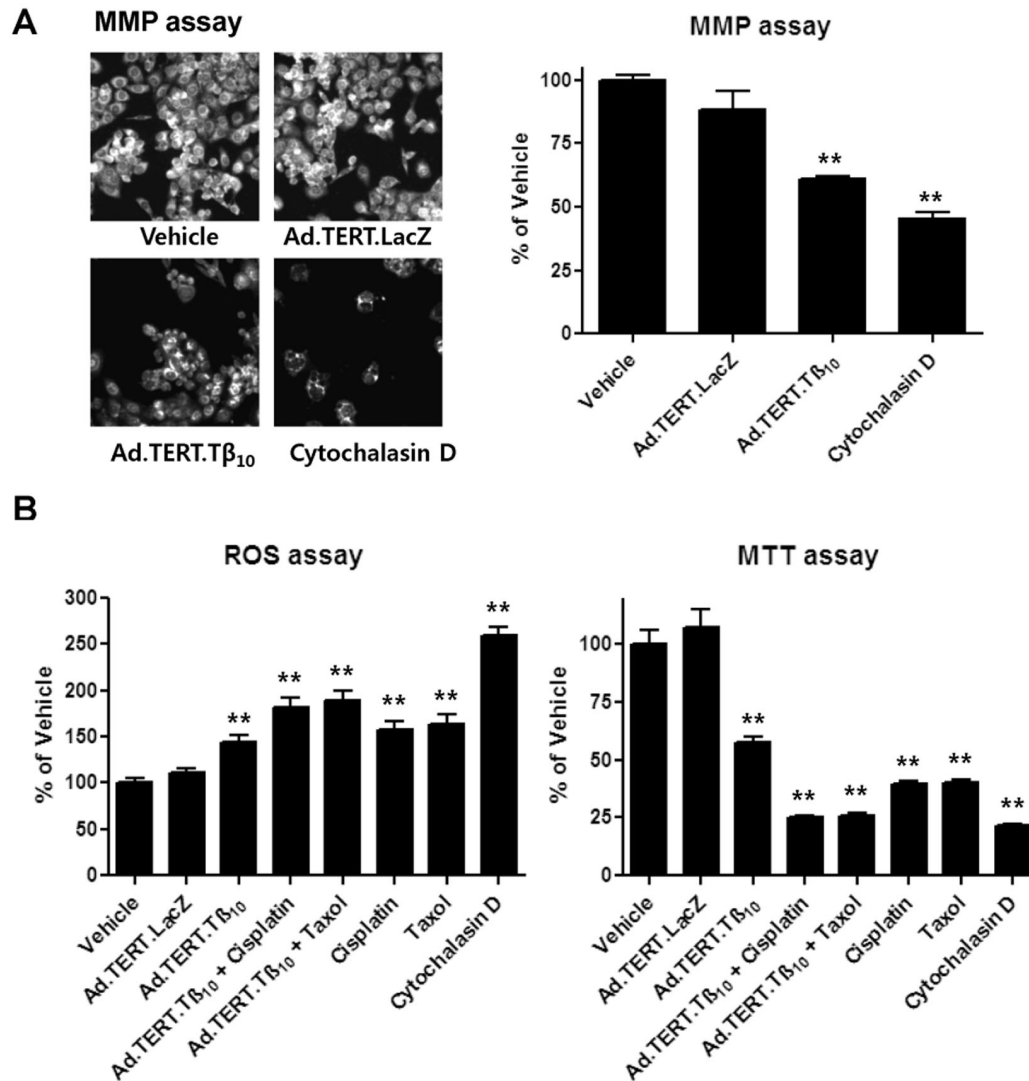 A
MMP assay
Vehicle
Ad.TERT.LacZ
Ad.TERT.Tβ₁₀
Cytochalasin D
MMP assay
% of Vehicle
100
75
50
25
0
**
**
Vehicle
Ad.TERT.LacZ
Ad.TERT.Tβ₁₀
Cytochalasin D
B
ROS assay
% of Vehicle
300
250
200
150
100
50
0
**
**
**
**
**
**
Vehicle
Ad.TERT.LacZ
Ad.TERT.Tβ₁₀
Ad.TERT.Tβ₁₀ + Cisplatin
Ad.TERT.Tβ₁₀ + Taxol
Cisplatin
Taxol
Cytochalasin D
MTT assay
% of Vehicle
100
75
50
25
0
**
**
**
**
**
**
Vehicle
Ad.TERT.LacZ
Ad.TERT.Tβ₁₀
Ad.TERT.Tβ₁₀ + Cisplatin
Ad.TERT.Tβ₁₀ + Taxol
Cisplatin
Taxol
Cytochalasin D